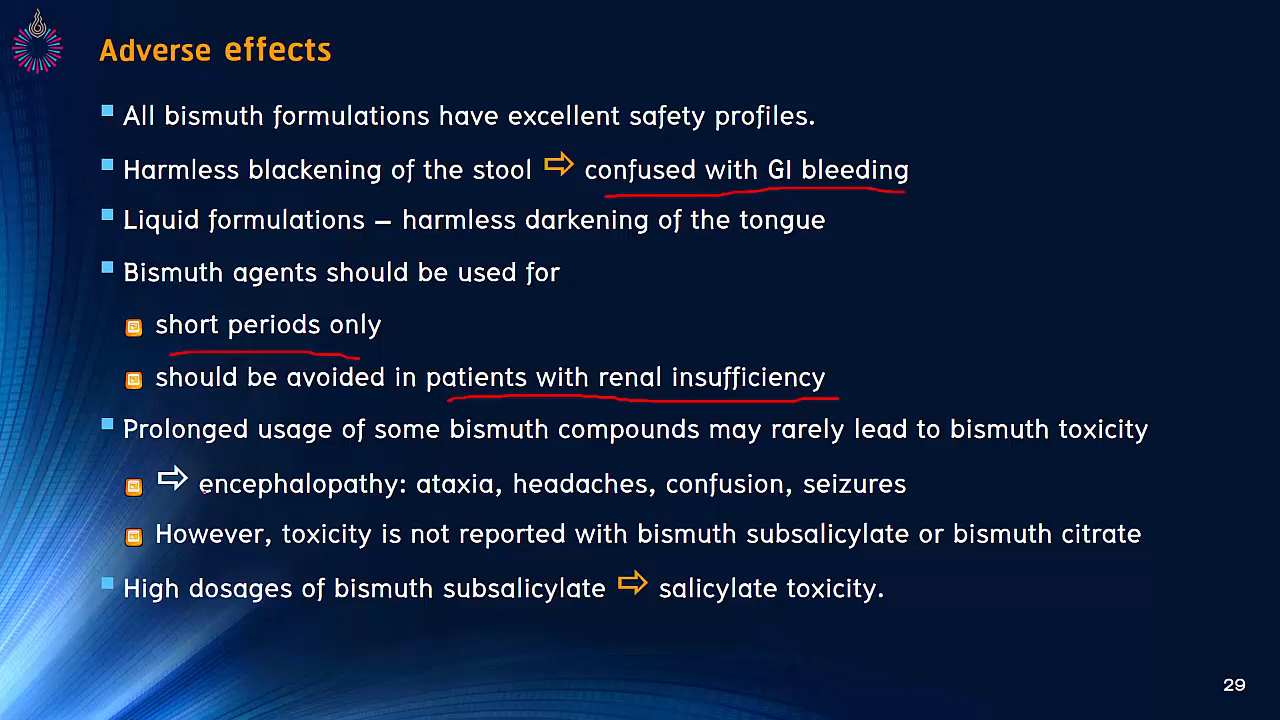 Adverse effects
All bismuth formulations have excellent safety profiles.
Harmless blackening of the stool ⇨ confused with GI bleeding
Liquid formulations – harmless darkening of the tongue
Bismuth agents should be used for
short periods only
should be avoided in patients with renal insufficiency
Prolonged usage of some bismuth compounds may rarely lead to bismuth toxicity
⇨ encephalopathy: ataxia, headaches, confusion, seizures
However, toxicity is not reported with bismuth subsalicylate or bismuth citrate
High dosages of bismuth subsalicylate ⇨ salicylate toxicity.
29